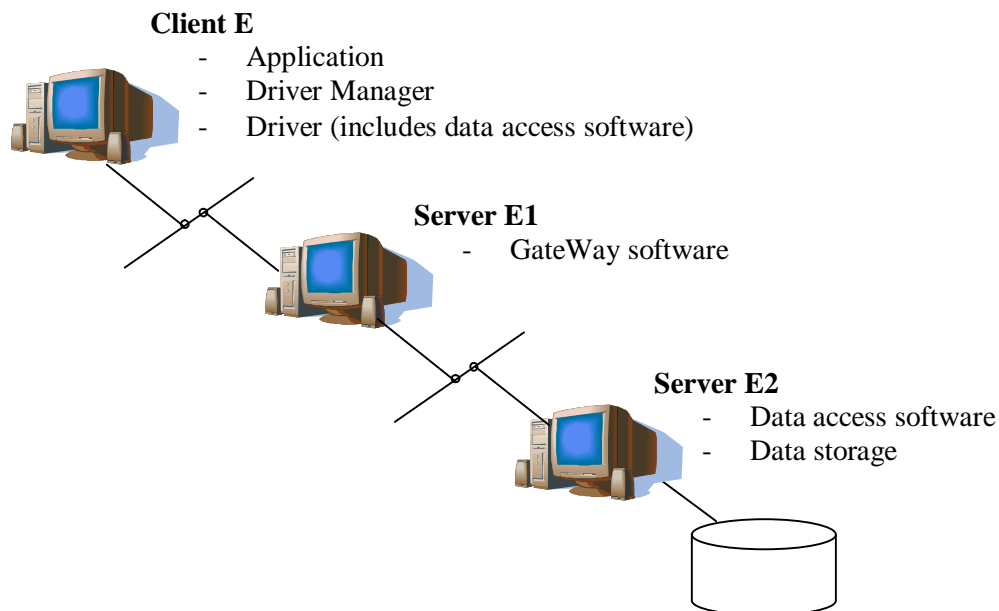 Client E
- Application
- Driver Manager
- Driver (includes data access software)
Server E1
- GateWay software
Server E2
- Data access software
- Data storage